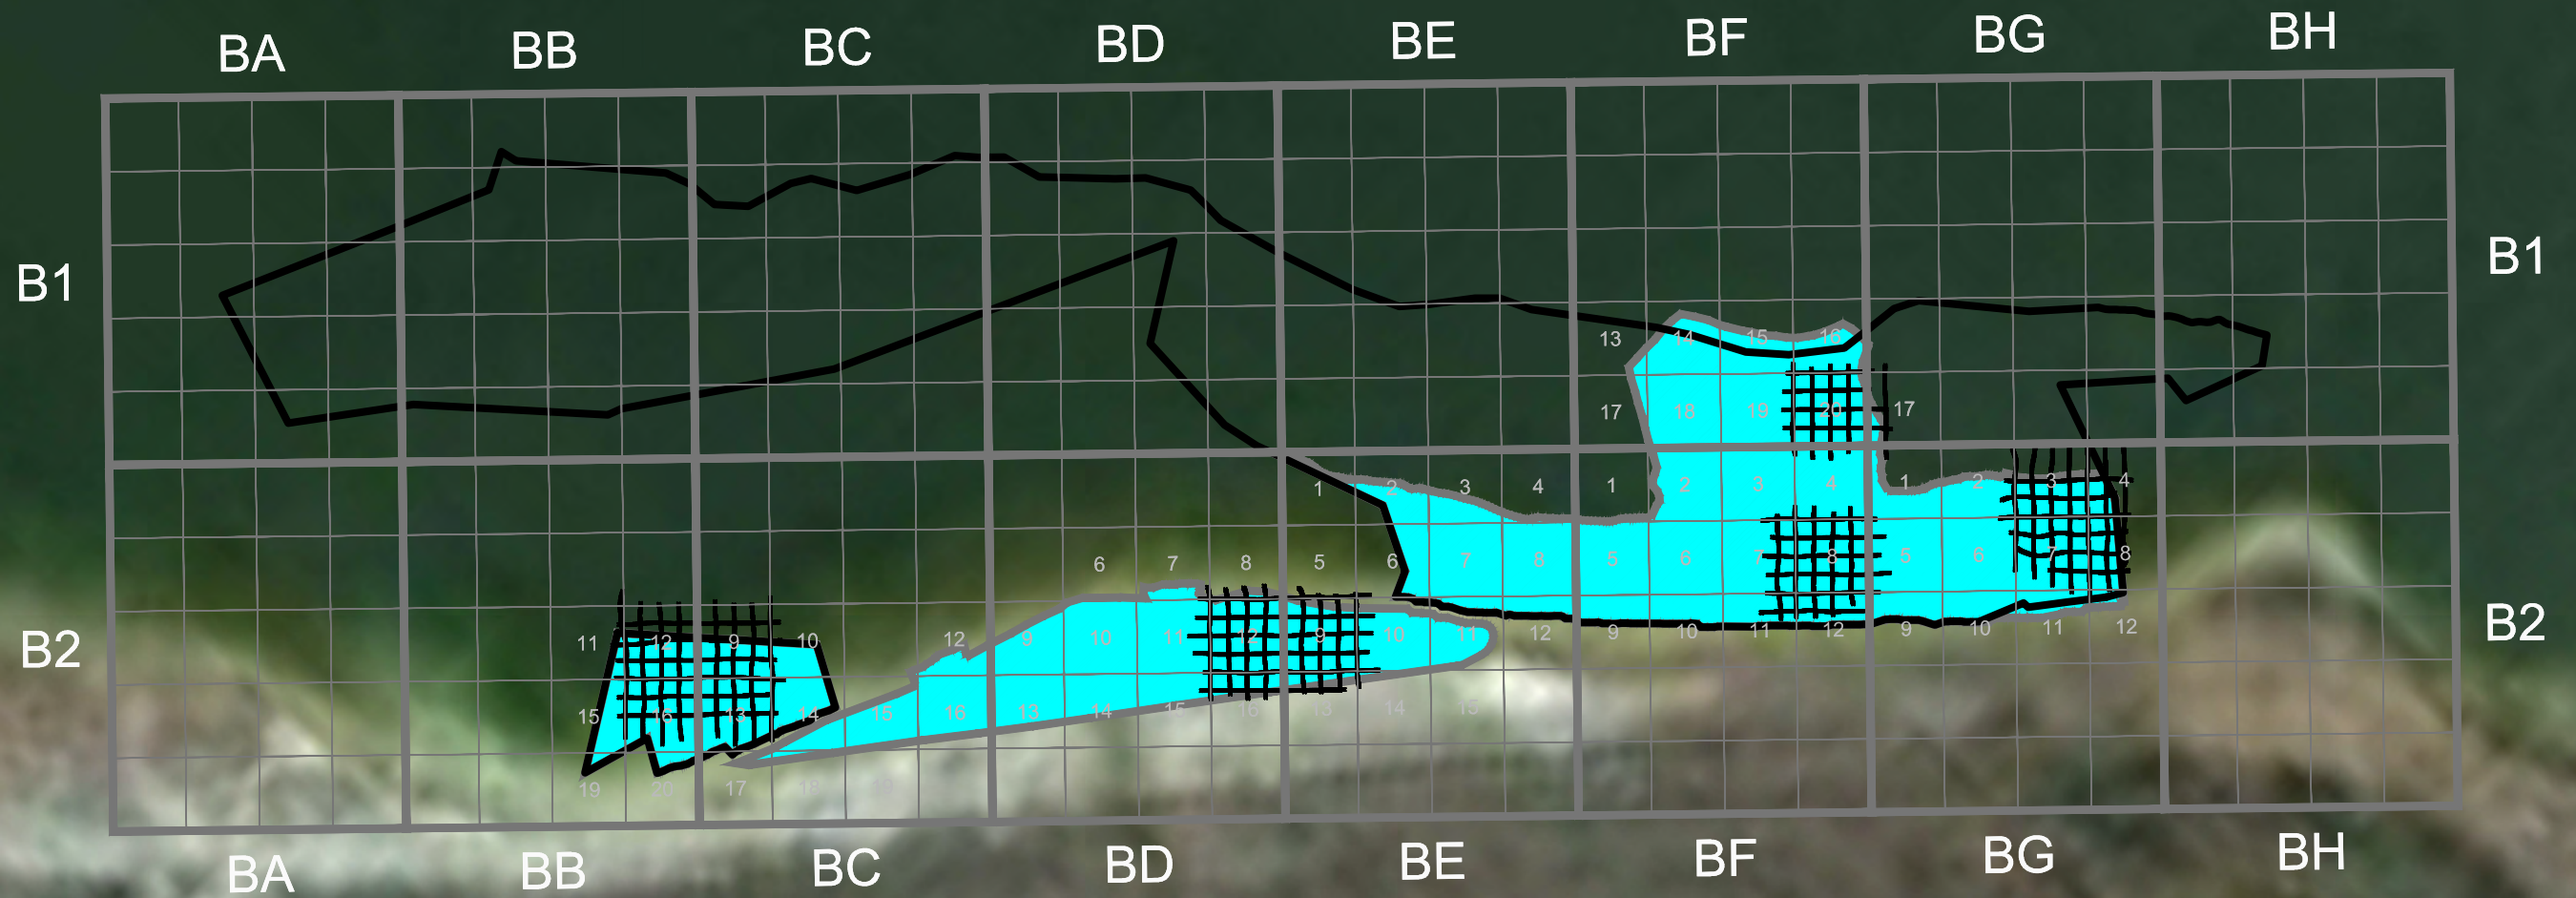 BA BB BC BD BE BF BG BH
B1 B1
13 14 15 16
17 18 19 20 17
1 2 3 4 1 2 3 4 1 2 3 4
6 7 8 5 6 7 8 5 6 7 8 5 6 7 8
B2 B2
11 12 9 10 12 9 10 11 12 9 10 11 12 9 10 11 12 9 10 11 12
15 16 13 14 15 16 13 14 15 16 13 14 15
19 20 17 18 19
BA BB BC BD BE BF BG BH